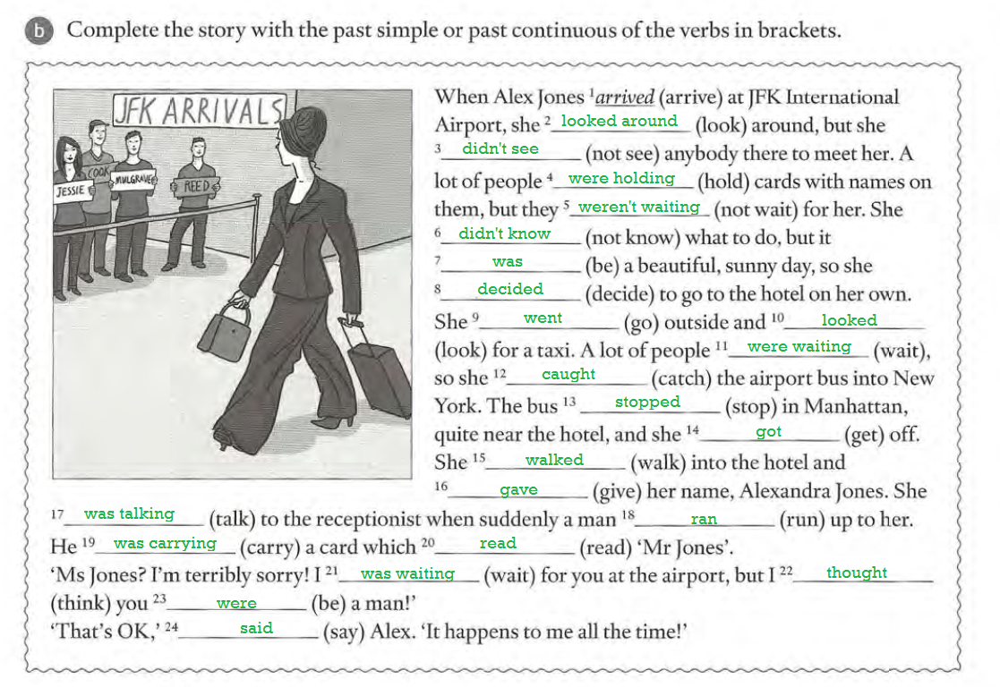 b Complete the story with the past simple or past continuous of the verbs in brackets.
JFK ARRIVALS
JESSIE
COOK
MULGRAVE
REED
When Alex Jones ¹arrived (arrive) at JFK International
Airport, she ² looked around (look) around, but she
³ didn't see (not see) anybody there to meet her. A
lot of people ⁴ were holding (hold) cards with names on
them, but they ⁵ weren't waiting (not wait) for her. She
⁶ didn't know (not know) what to do, but it
⁷ was (be) a beautiful, sunny day, so she
⁸ decided (decide) to go to the hotel on her own.
She ⁹ went (go) outside and ¹⁰ looked
(look) for a taxi. A lot of people ¹¹ were waiting (wait),
so she ¹² caught (catch) the airport bus into New
York. The bus ¹³ stopped (stop) in Manhattan,
quite near the hotel, and she ¹⁴ got (get) off.
She ¹⁵ walked (walk) into the hotel and
¹⁶ gave (give) her name, Alexandra Jones. She
¹⁷ was talking (talk) to the receptionist when suddenly a man ¹⁸ ran (run) up to her.
He ¹⁹ was carrying (carry) a card which ²⁰ read (read) ‘Mr Jones’.
‘Ms Jones? I’m terribly sorry! I ²¹ was waiting (wait) for you at the airport, but I ²² thought
(think) you ²³ were (be) a man!’
‘That’s OK,’ ²⁴ said (say) Alex. ‘It happens to me all the time!’